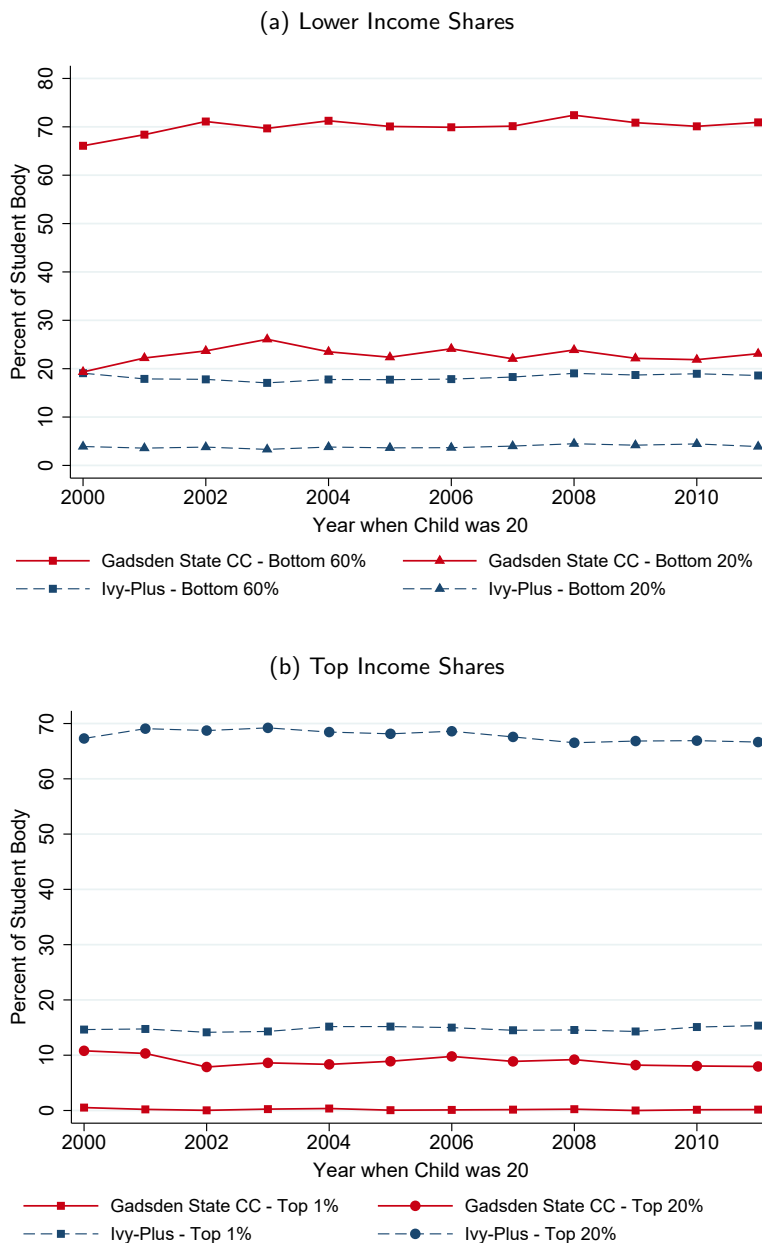 (a) Lower Income Shares
Percent of Student Body
80
70
60
50
40
30
20
10
0
2000 2002 2004 2006 2008 2010
Year when Child was 20
Gadsden State CC - Bottom 60% Gadsden State CC - Bottom 20%
Ivy-Plus - Bottom 60% Ivy-Plus - Bottom 20%
(b) Top Income Shares
Percent of Student Body
70
60
50
40
30
20
10
0
2000 2002 2004 2006 2008 2010
Year when Child was 20
Gadsden State CC - Top 1% Gadsden State CC - Top 20%
Ivy-Plus - Top 1% Ivy-Plus - Top 20%